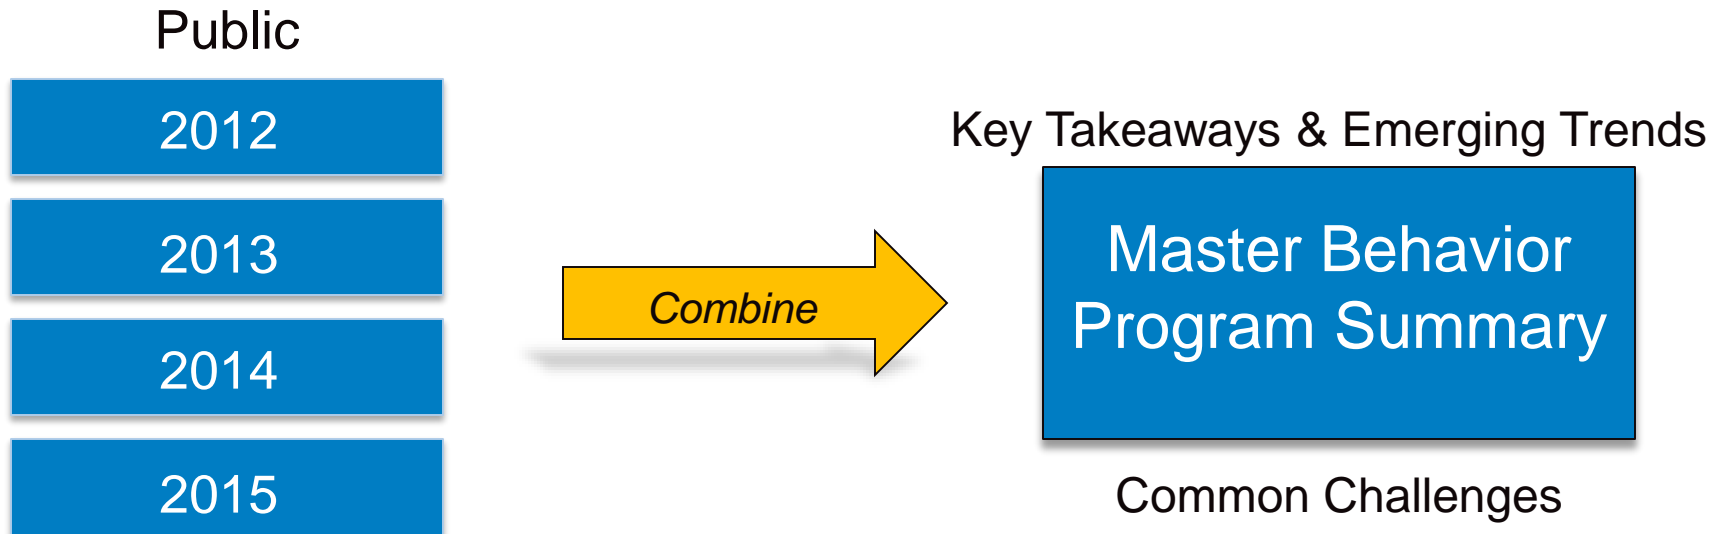 Public
2012
2013
2014
2015
Combine
Key Takeaways & Emerging Trends
Master Behavior
Program Summary
Common Challenges